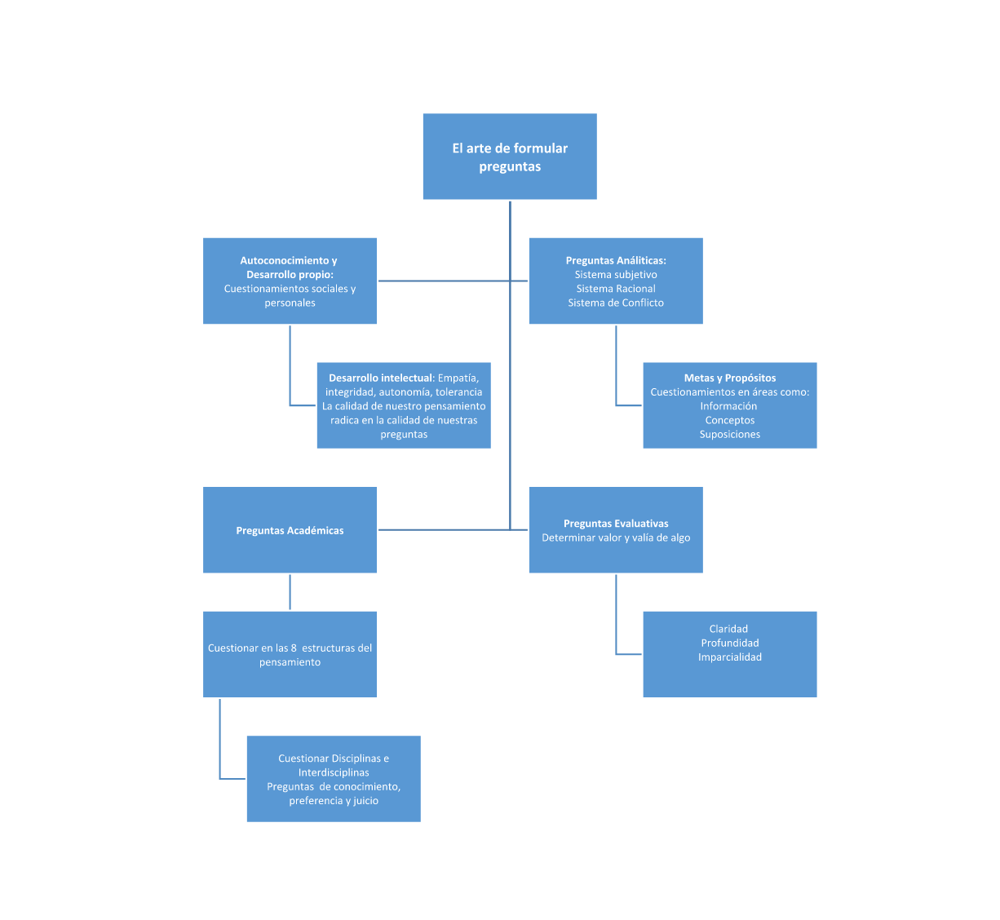 El arte de formular
preguntas
Autoconocimiento y
Desarrollo propio:
Cuestionamientos sociales y
personales
Preguntas Análiticas:
Sistema subjetivo
Sistema Racional
Sistema de Conflicto
Desarrollo intelectual: Empatía,
integridad, autonomía, tolerancia
La calidad de nuestro pensamiento
radica en la calidad de nuestras
preguntas
Metas y Propósitos
Cuestionamientos en áreas como:
Información
Conceptos
Suposiciones
Preguntas Académicas
Preguntas Evaluativas
Determinar valor y valía de algo
Cuestionar en las 8  estructuras del
pensamiento
Claridad
Profundidad
Imparcialidad
Cuestionar Disciplinas e
Interdisciplinas
Preguntas  de conocimiento,
preferencia y juicio